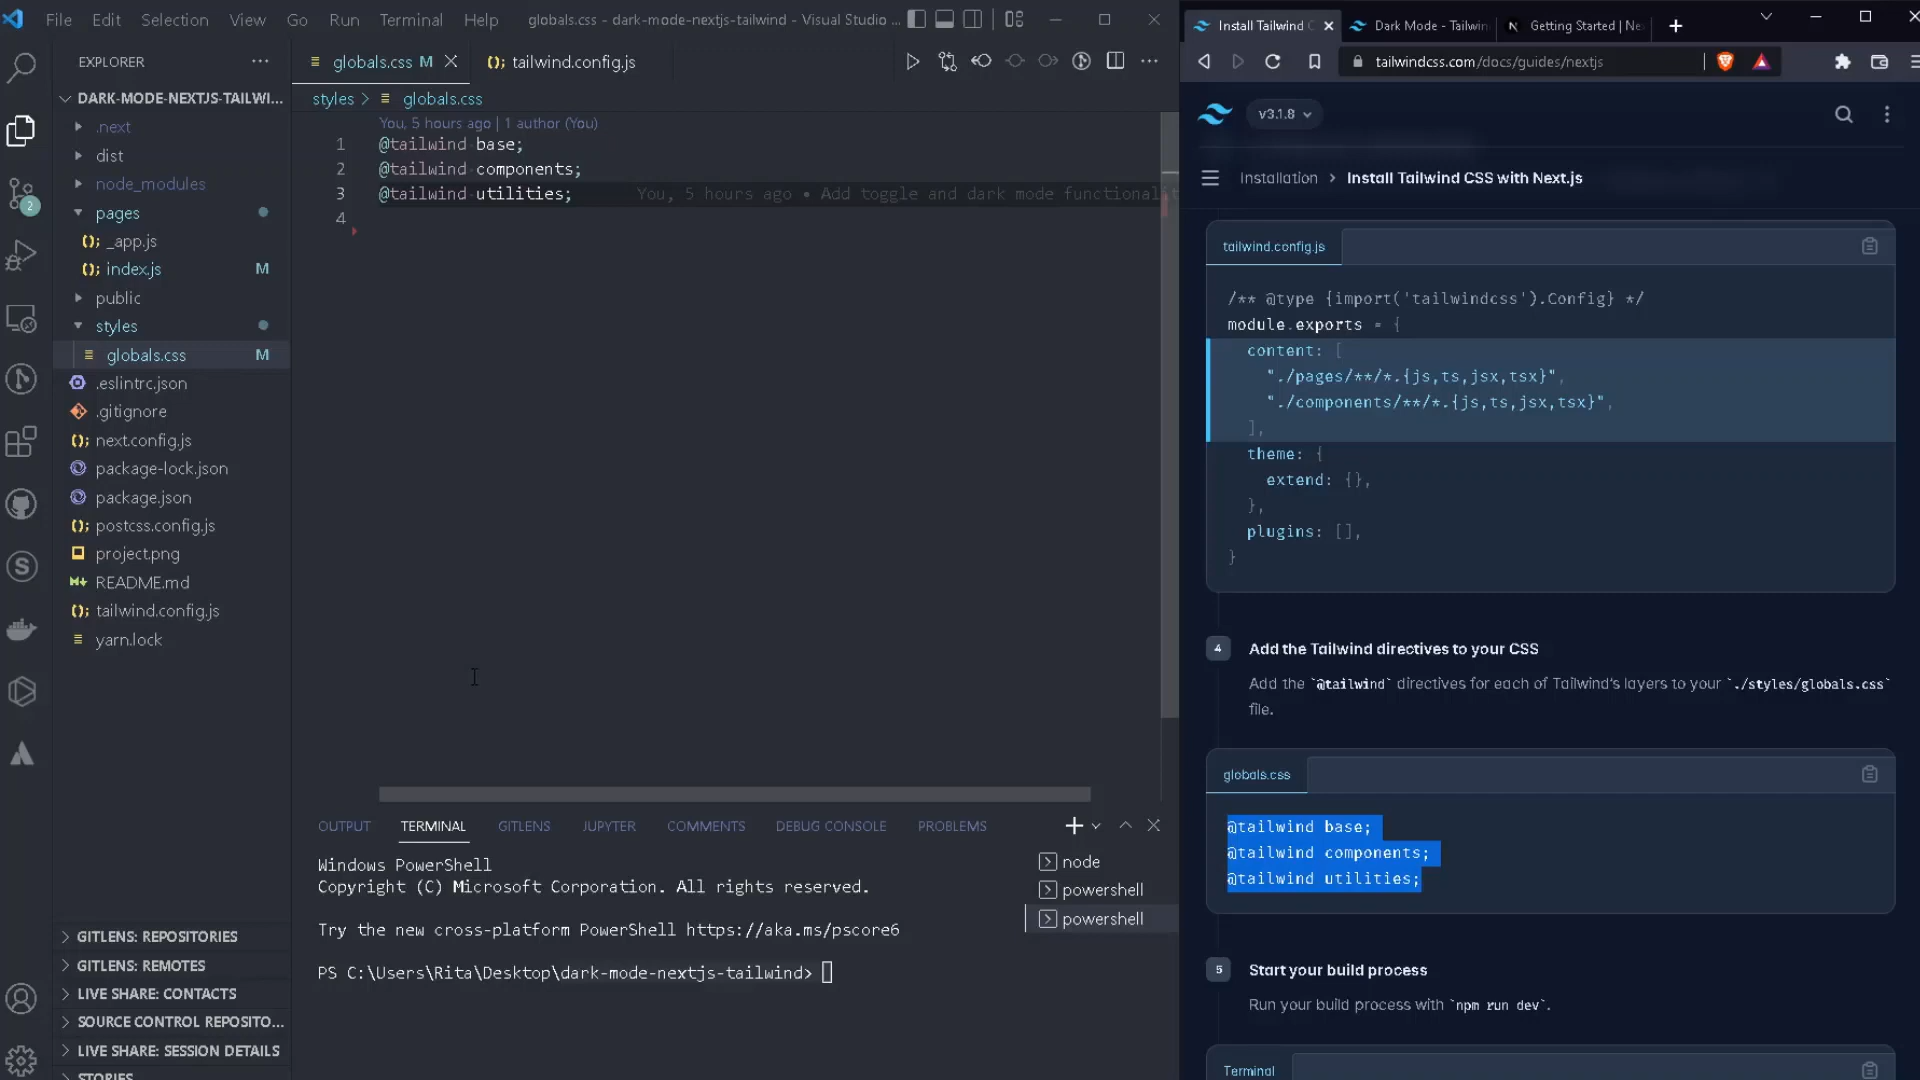 File Edit Selection View Go Run Terminal Help globals.css - dark-mode-nextjs-tailwind - Visual Studio ...
EXPLORER
DARK-MODE-NEXTJS-TAILWI...
.next
dist
node_modules
pages
_app.js
index.js M
public
styles
globals.css M
.eslintrc.json
.gitignore
next.config.js
package-lock.json
package.json
postcss.config.js
project.png
README.md
tailwind.config.js
yarn.lock
GITLENS: REPOSITORIES
GITLENS: REMOTES
LIVE SHARE: CONTACTS
SOURCE CONTROL REPOSITO...
LIVE SHARE: SESSION DETAILS
STORIES
2
globals.css M tailwind.config.js
styles > globals.css
You, 5 hours ago | 1 author (You)
1 @tailwind base;
2 @tailwind components;
3 @tailwind utilities; You, 5 hours ago • Add toggle and dark mode functionalit
4
OUTPUT TERMINAL GITLENS JUPYTER COMMENTS DEBUG CONSOLE PROBLEMS
Windows PowerShell
Copyright (C) Microsoft Corporation. All rights reserved.
Try the new cross-platform PowerShell https://aka.ms/pscore6
PS C:\Users\Rita\Desktop\dark-mode-nextjs-tailwind>
node
powershell
powershell
Install Tailwind C Dark Mode - Tailwin Getting Started | Ne
tailwindcss.com/docs/guides/nextjs
v3.1.8
Installation > Install Tailwind CSS with Next.js
tailwind.config.js
/** @type {import('tailwindcss').Config} */
module.exports = {
content: [
"./pages/**/*.{js,ts,jsx,tsx}",
"./components/**/*.{js,ts,jsx,tsx}",
],
theme: {
extend: {},
},
plugins: [],
}
4 Add the Tailwind directives to your CSS
Add the `@tailwind` directives for each of Tailwind's layers to your `./styles/globals.css`
file.
globals.css
@tailwind base;
@tailwind components;
@tailwind utilities;
5 Start your build process
Run your build process with `npm run dev`.
Terminal